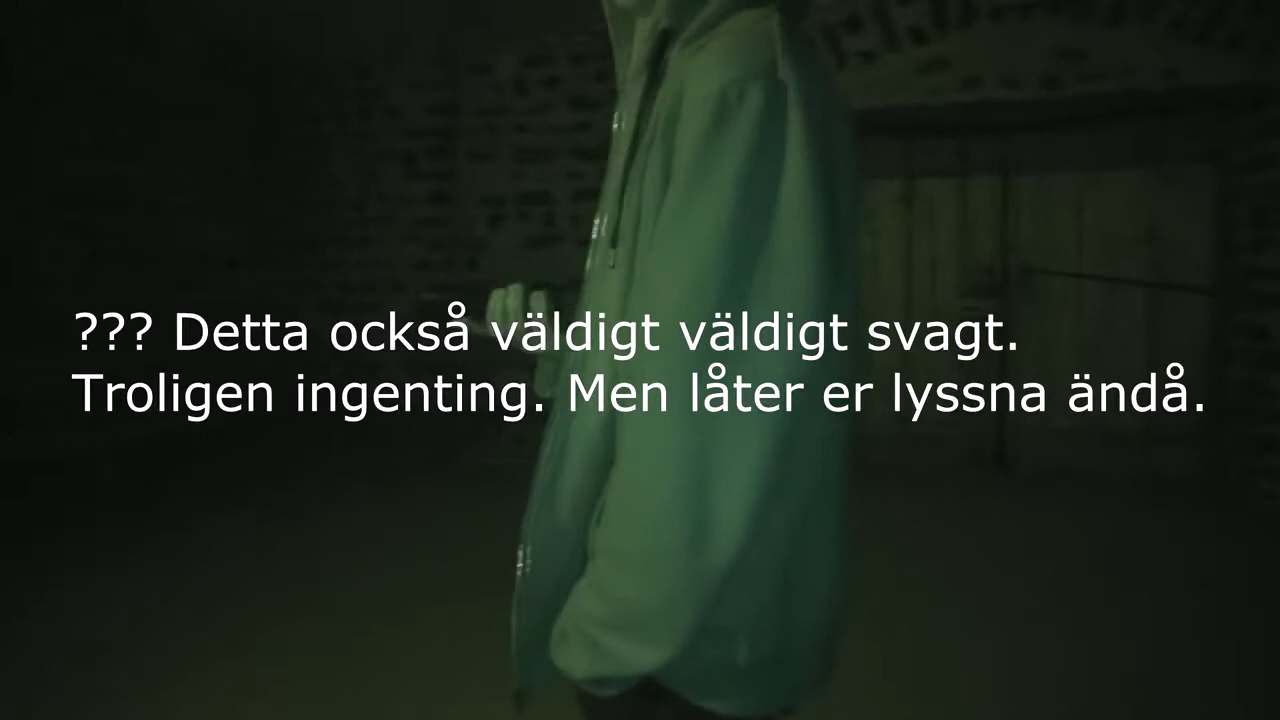 ??? Detta också väldigt väldigt svagt.
Troligen ingenting. Men låter er lyssna ändå.